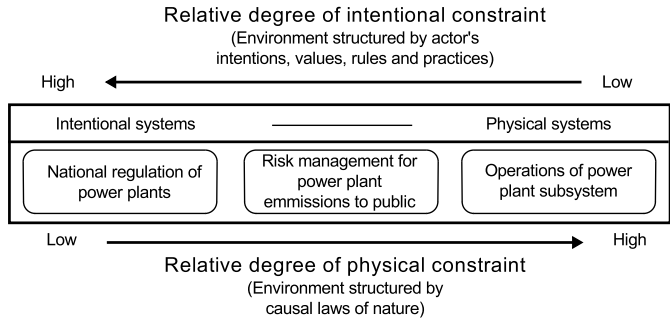 Relative degree of intentional constraint
(Environment structured by actor's
intentions, values, rules and practices)
High Low
Intentional systems Physical systems
National regulation of
power plants
Risk management for
power plant
emmissions to public
Operations of power
plant subsystem
Low High
Relative degree of physical constraint
(Environment structured by
causal laws of nature)